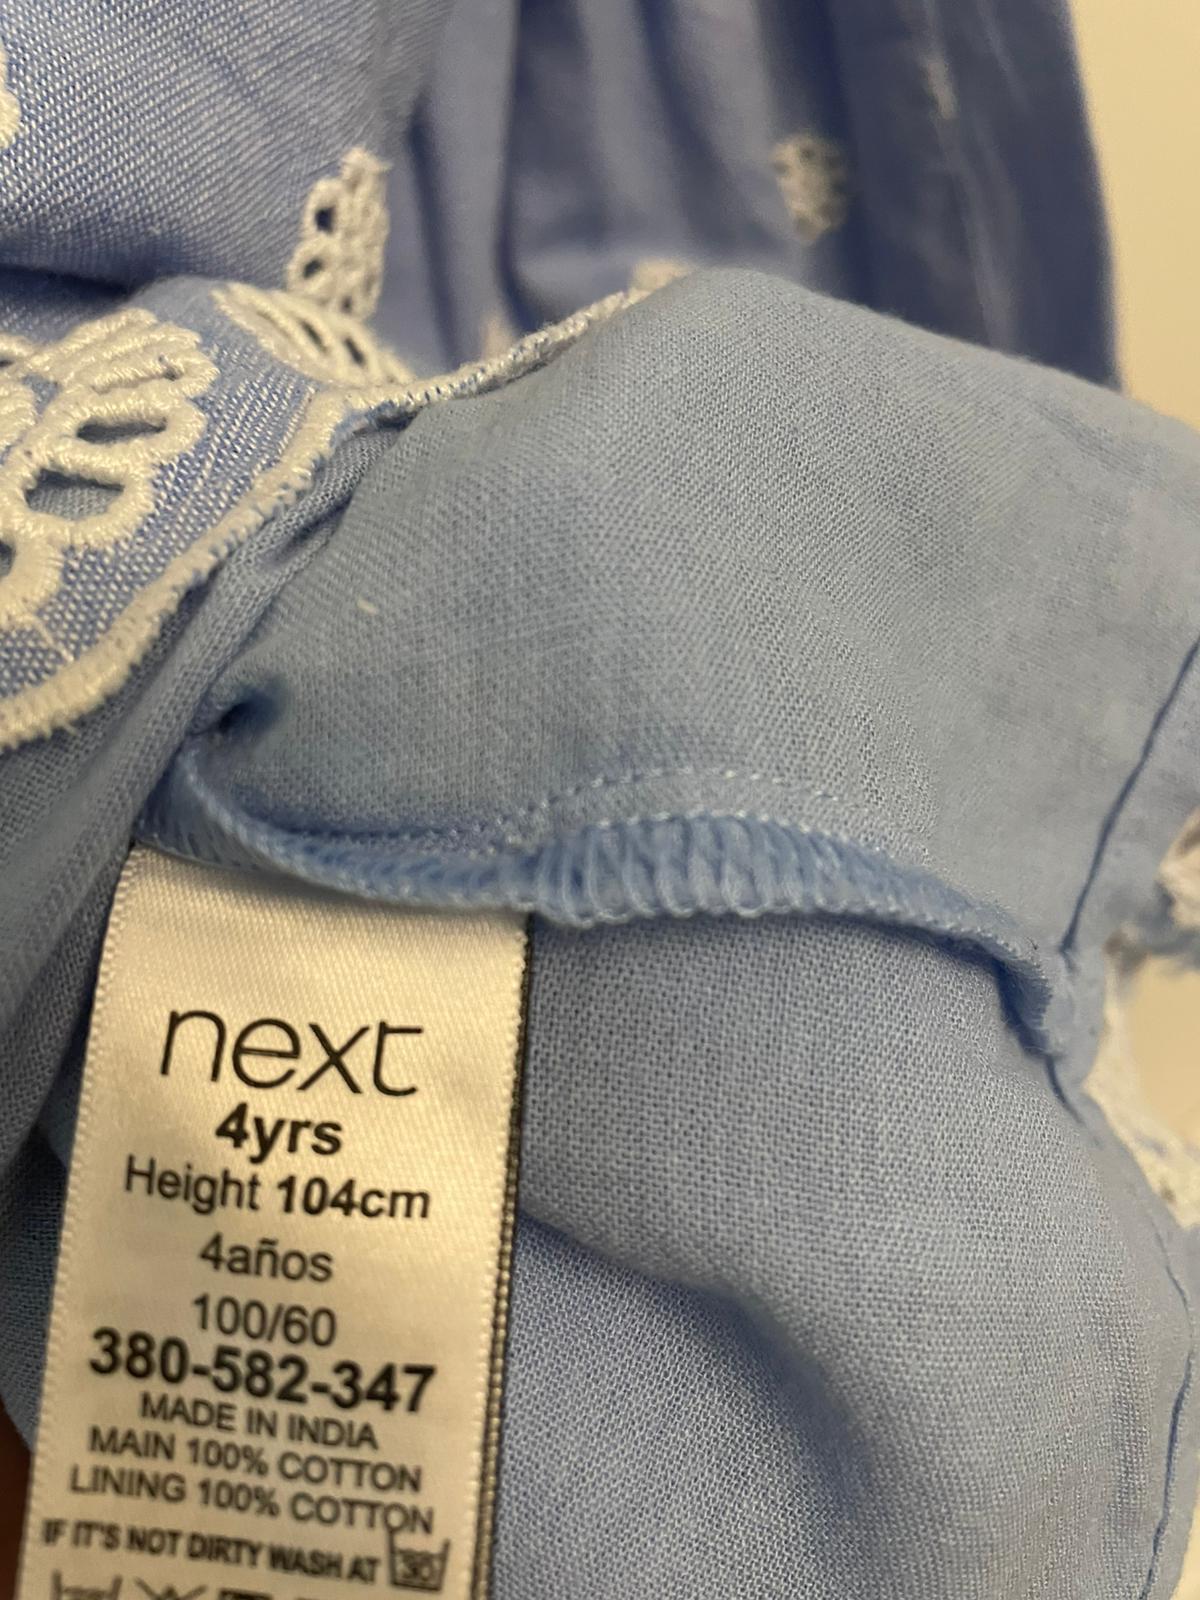 next
4yrs
Height 104cm
4años
100/60
380-582-347
MADE IN INDIA
MAIN 100% COTTON
LINING 100% COTTON
IF IT'S NOT DIRTY WASH AT 30